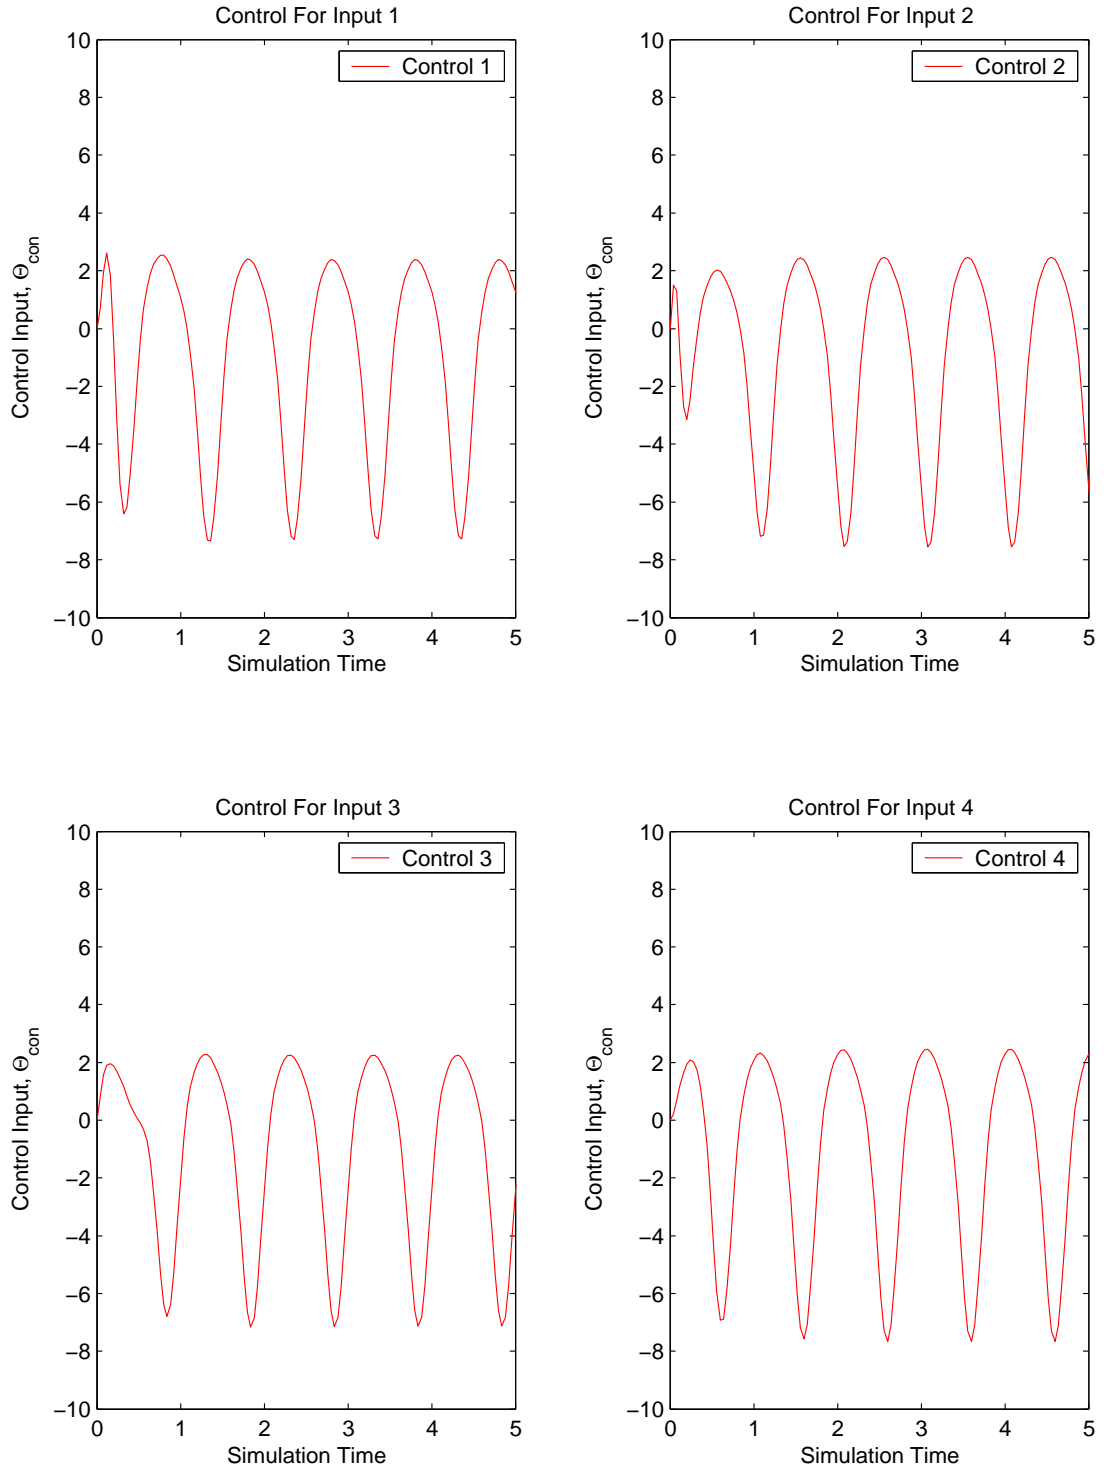 Control For Input 1
10
8
6
4
2
0
−2
−4
−6
−8
−10
Control Input, Θcon
Control 1
0 1 2 3 4 5
Simulation Time
Control For Input 2
10
8
6
4
2
0
−2
−4
−6
−8
−10
Control Input, Θcon
Control 2
0 1 2 3 4 5
Simulation Time
Control For Input 3
10
8
6
4
2
0
−2
−4
−6
−8
−10
Control Input, Θcon
Control 3
0 1 2 3 4 5
Simulation Time
Control For Input 4
10
8
6
4
2
0
−2
−4
−6
−8
−10
Control Input, Θcon
Control 4
0 1 2 3 4 5
Simulation Time